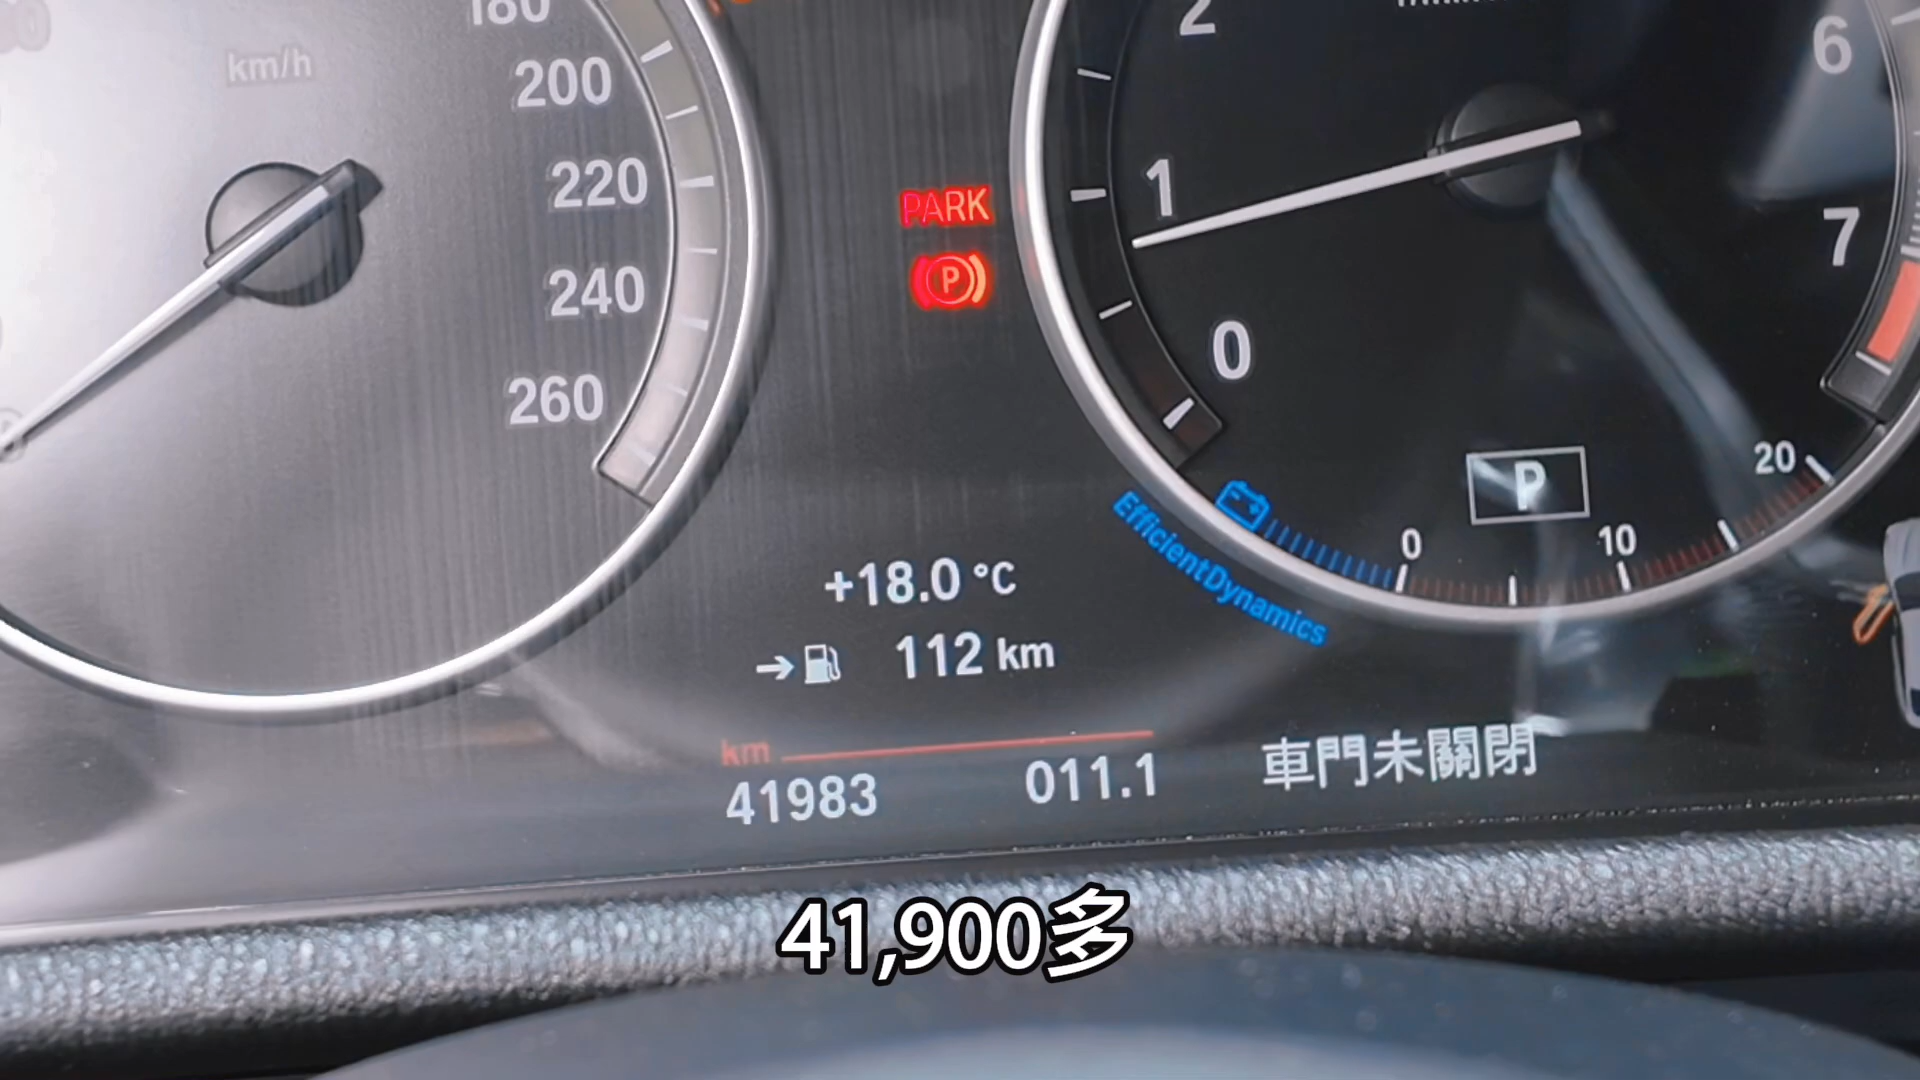 180
km/h
200
220
240
260
PARK
P
2
1
0
6
7
P
20
10
0
EfficientDynamics
+18.0 °C
112 km
km
41983 011.1
車門未關閉
41,900多